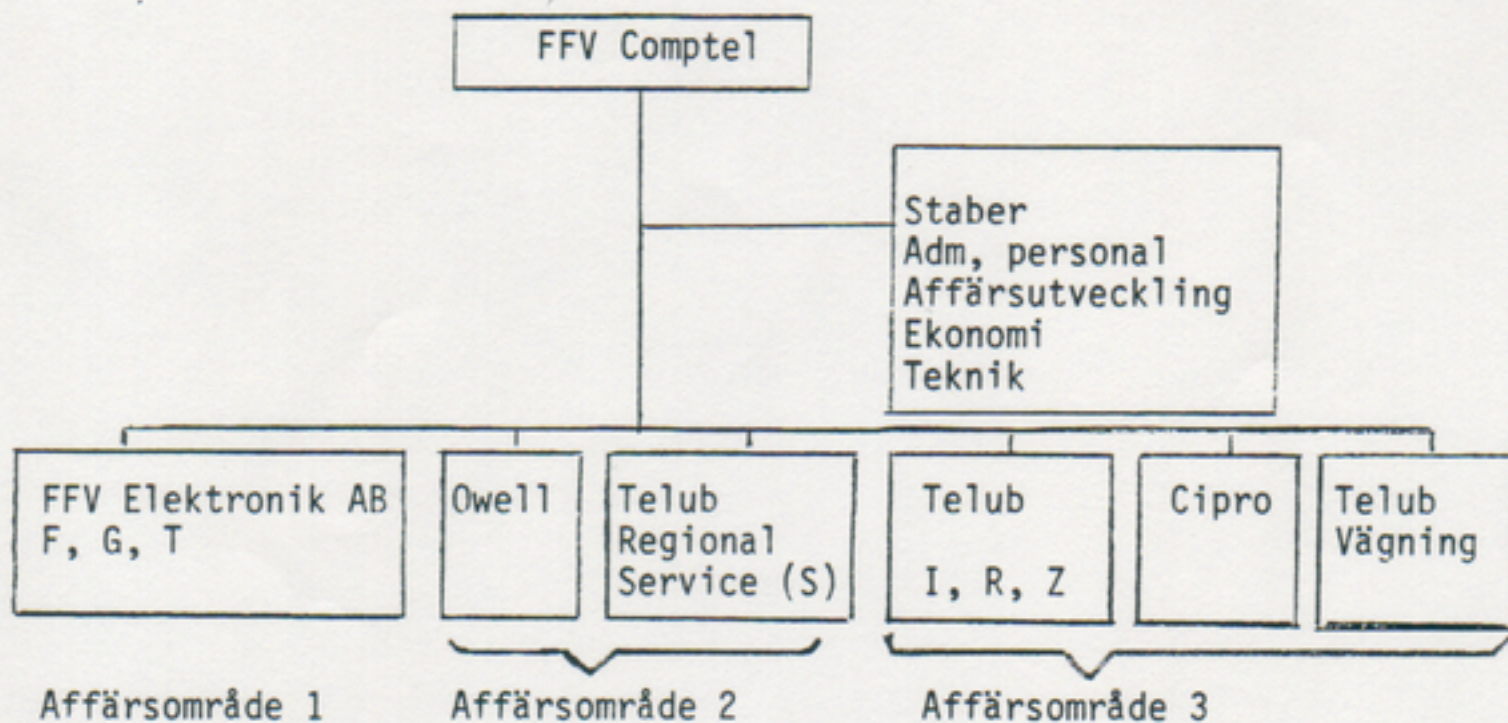 FFV Comptel
Staber
Adm, personal
Affärsutveckling
Ekonomi
Teknik
FFV Elektronik AB
F, G, T
Owell
Telub
Regional
Service (S)
Telub
I, R, Z
Cipro
Telub
Vägning
Affärsområde 1
Affärsområde 2
Affärsområde 3